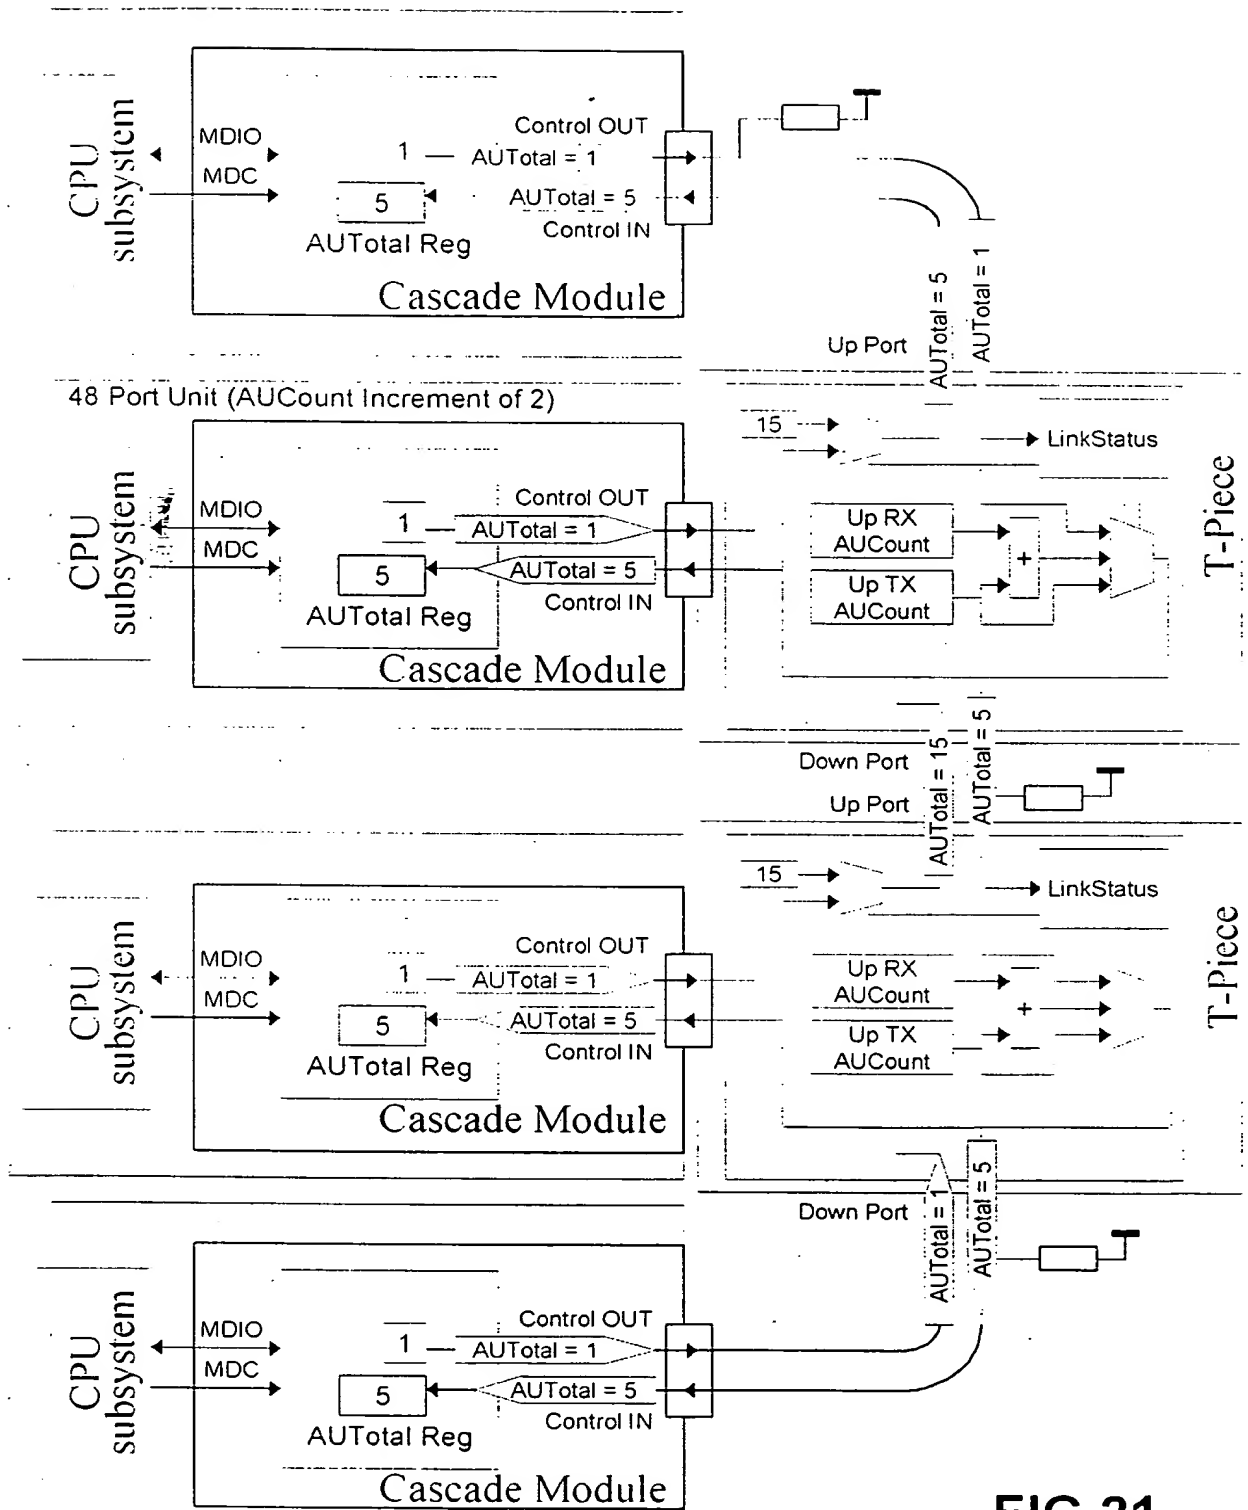 CPU
subsystem
MDIO
MDC
1
AUTotal = 1
Control OUT
5
AUTotal = 5
Control IN
AUTotal Reg
Cascade Module
AUTotal = 5
AUTotal = 1
Up Port
48 Port Unit (AUCount Increment of 2)
CPU
subsystem
MDIO
MDC
1
AUTotal = 1
Control OUT
5
AUTotal = 5
Control IN
AUTotal Reg
Cascade Module
15
LinkStatus
Up RX
AUCount
+
Up TX
AUCount
T-Piece
Down Port
AUTotal = 15
AUTotal = 5
Up Port
CPU
subsystem
MDIO
MDC
1
AUTotal = 1
Control OUT
5
AUTotal = 5
Control IN
AUTotal Reg
Cascade Module
15
LinkStatus
Up RX
AUCount
+
Up TX
AUCount
T-Piece
Down Port
AUTotal = 1
AUTotal = 5
CPU
subsystem
MDIO
MDC
1
AUTotal = 1
Control OUT
5
AUTotal = 5
Control IN
AUTotal Reg
Cascade Module
FIG 21